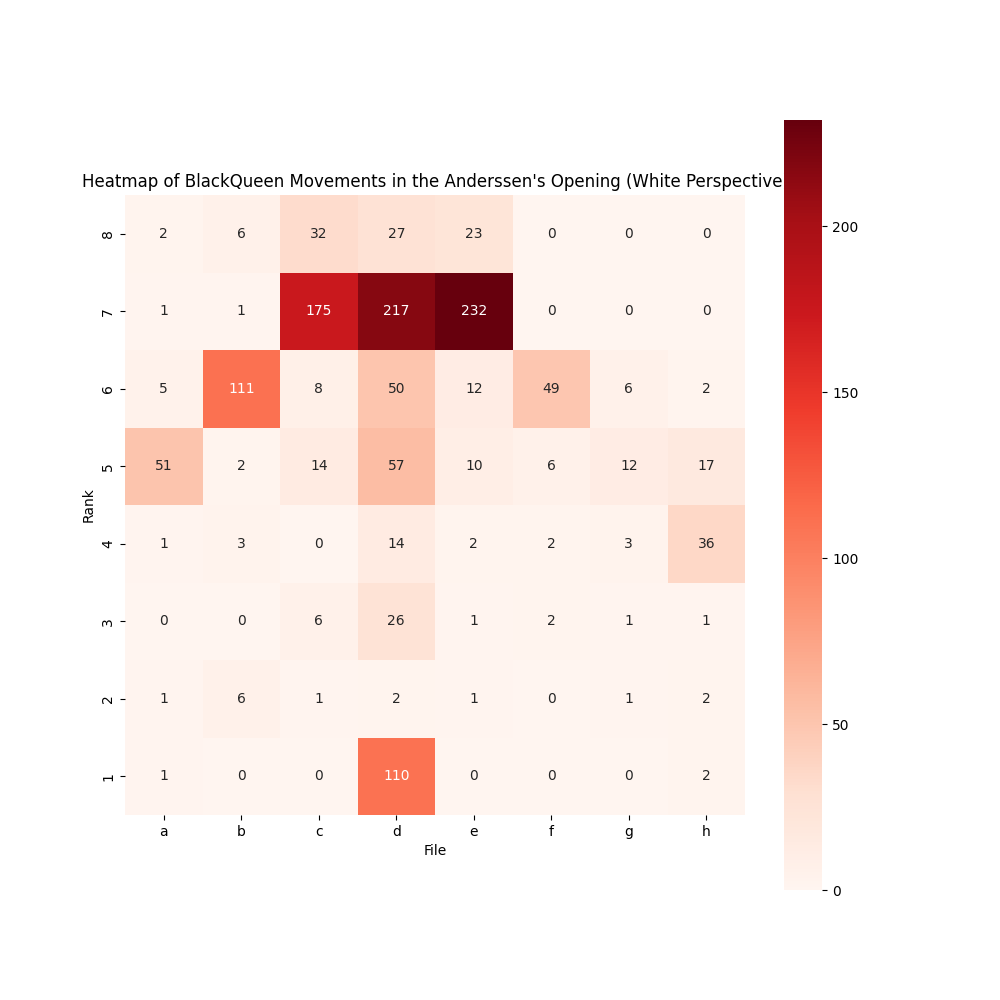 Heatmap of BlackQueen Movements in the Anderssen's Opening (White Perspective
8 2 6 32 27 23 0 0 0
7 1 1 175 217 232 0 0 0
6 5 111 8 50 12 49 6 2
5 51 2 14 57 10 6 12 17
4 1 3 0 14 2 2 3 36
3 0 0 6 26 1 2 1 1
2 1 6 1 2 1 0 1 2
1 1 0 0 110 0 0 0 2
a b c d e f g h
File
Rank
200
150
100
50
0